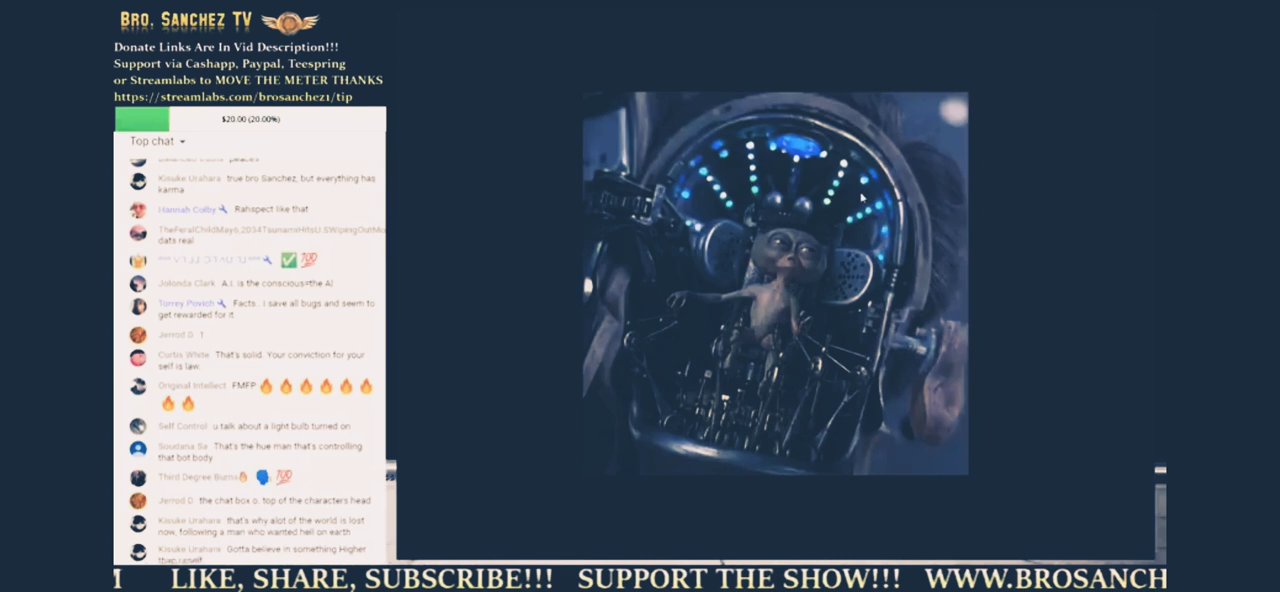 BRO. SANCHEZ TV
Donate Links Are In Vid Description!!!
Support via Cashapp, Paypal, Teespring
or Streamlabs to MOVE THE METER THANKS
https://streamlabs.com/brosanchez1/tip
$20.00 (20.00%)
Top chat
Kisuke Urahara true bro Sanchez, but everything has
karma
Hannah Colby Rahspect like that
dats real
✅ 💯
Jolonda Clark A.I. is the conscious=the AI
Torrey Povich Facts.. I save all bugs and seem to
get rewarded for it
Jerrod D. 1
Curtis White That's solid. Your conviction for your
self is law
Original Intellect FMFP 🔥 🔥 🔥 🔥 🔥 🔥
🔥 🔥
Self Control u talk about a light bulb turned on
Soudana Sa That's the hue man that's controlling
that bot body
Third Degree Burns🔥 🗣 💯
Jerrod D. the chat box o. top of the characters head
Kisuke Urahara that's why alot of the world is lost
now, following a man who wanted hell on earth
Kisuke Urahara Gotta believe in something Higher
LIKE, SHARE, SUBSCRIBE!!! SUPPORT THE SHOW!!! WWW.BROSANCH